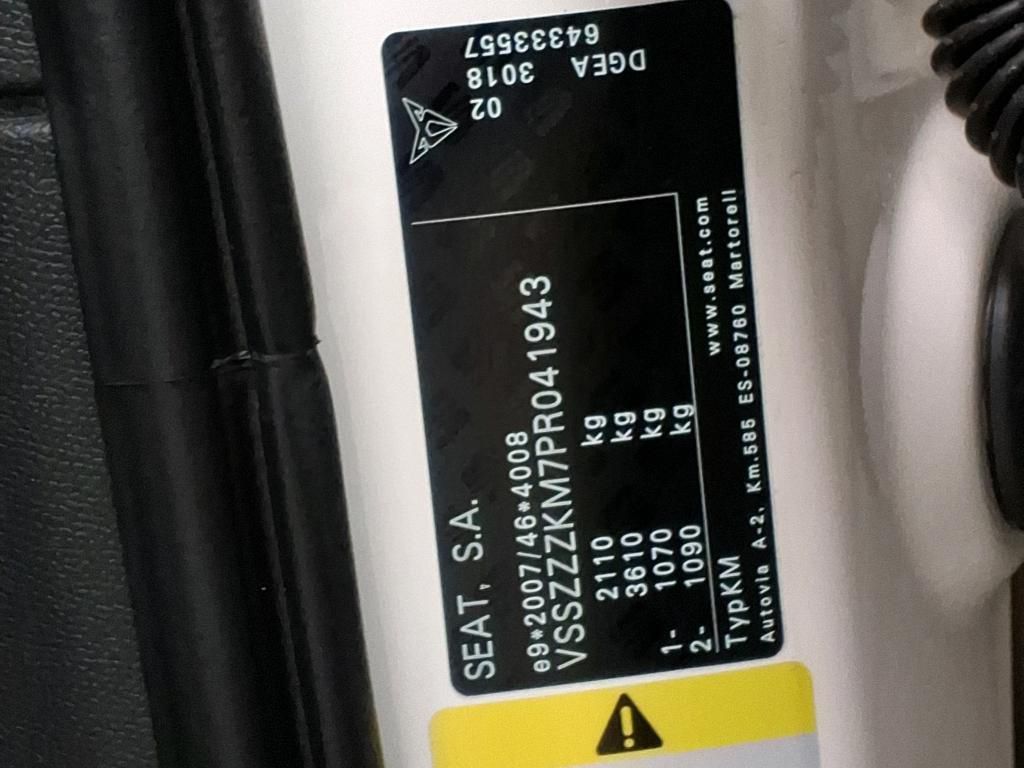 SEAT, S.A.
e9*2007/46*4008
VSSZZZKM7PR041943
2110 kg
3610 kg
1- 1070 kg
2- 1090 kg
TypKM www.seat.com
Autovia A-2, Km.585 ES-08760 Martorell
64333557
3018 DGEA
02